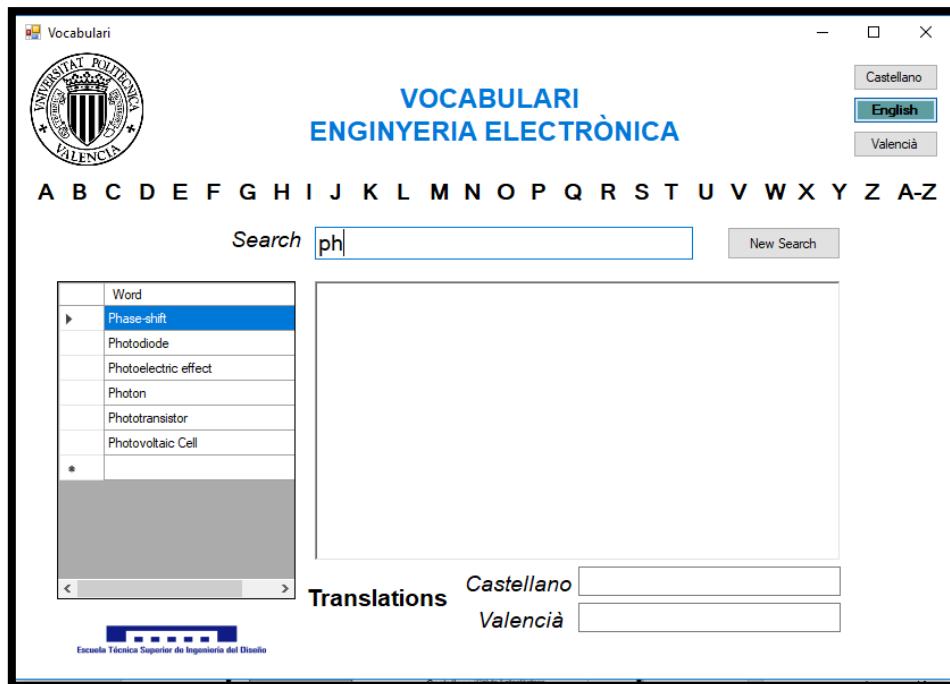 Vocabulari
UNIVERSITAT POLITÈCNICA
VALENCIA
VOCABULARI
ENGINYERIA ELECTRÒNICA
Castellano
English
Valencià
A B C D E F G H I J K L M N O P Q R S T U V W X Y Z A-Z
Search ph New Search
Word
Phase-shift
Photodiode
Photoelectric effect
Photon
Phototransistor
Photovoltaic Cell
Translations
Castellano
Valencià
Escuela Técnica Superior de Ingeniería del Diseño